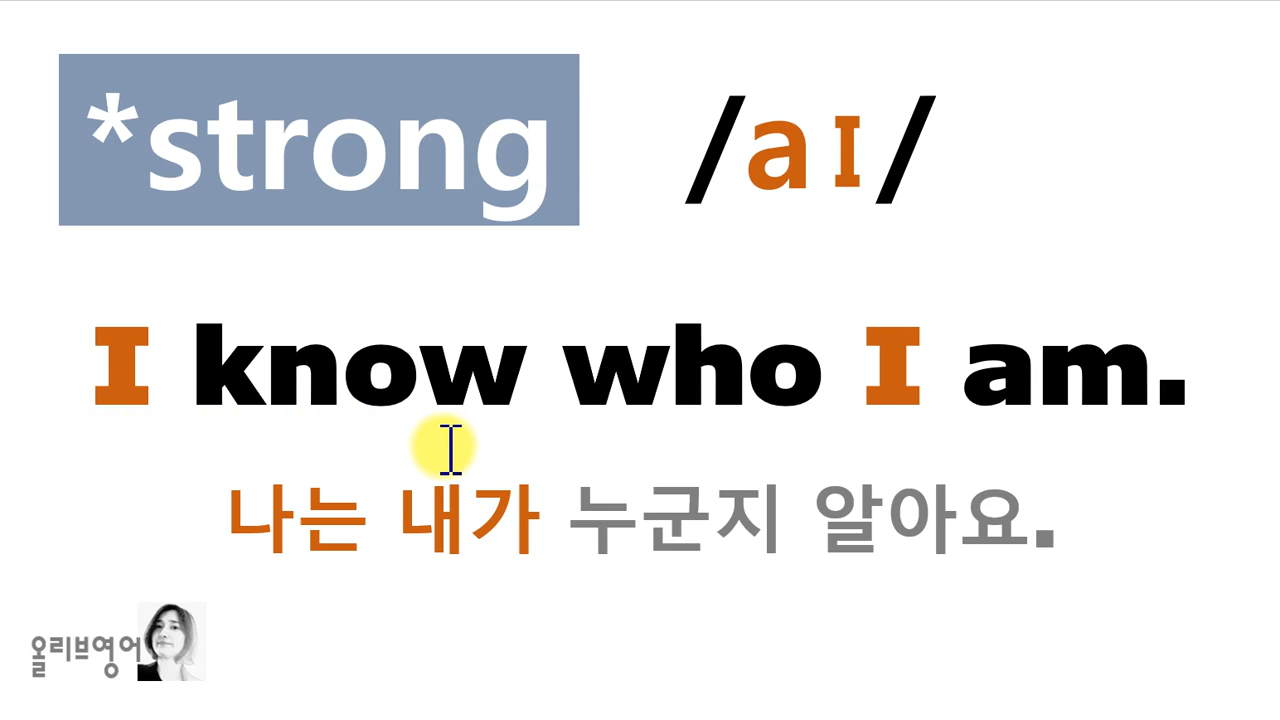 *strong
/aɪ/
I know who I am.
나는 내가 누군지 알아요.
올리브영어